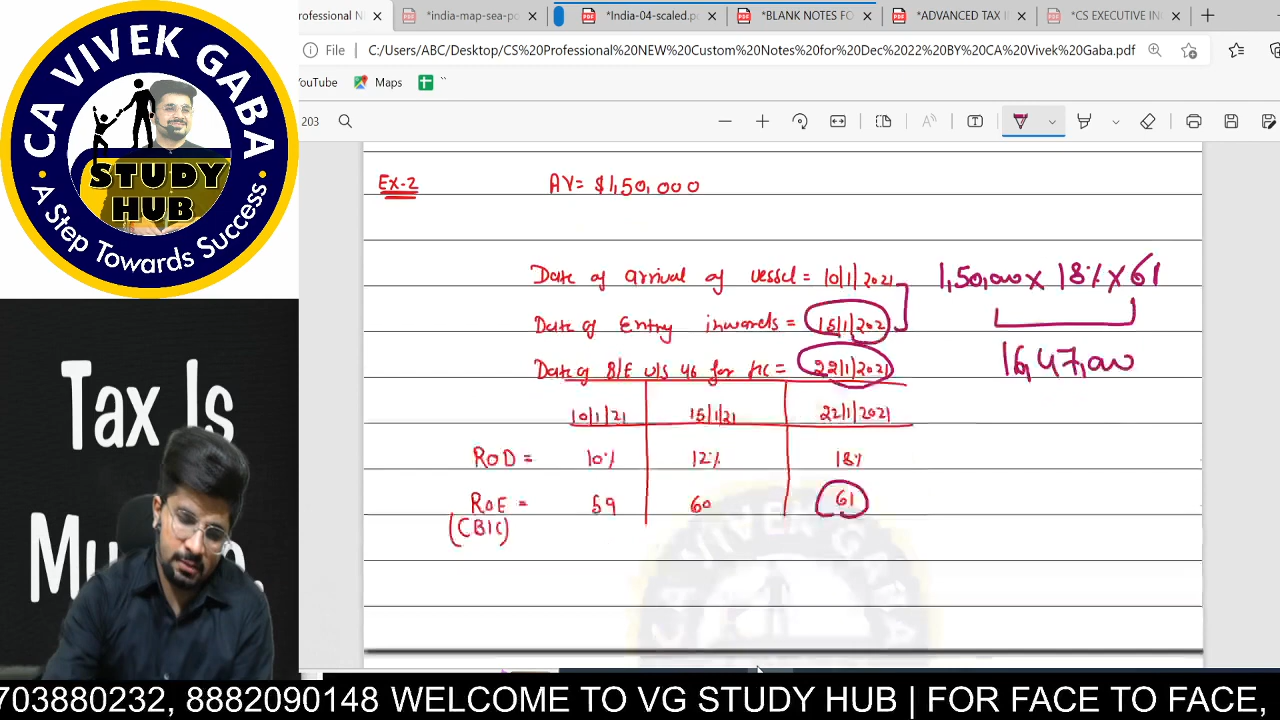 Professional N
*india-map-sea-po
*India-04-scaled.p
*BLANK NOTES FO
*ADVANCED TAX
*CS EXECUTIVE IN
File
C:/Users/ABC/Desktop/CS%20Professional%20NEW%20Custom%20Notes%20for%20Dec%2022%20BY%20CA%20Vivek%20Gaba.pdf
YouTube
Maps
203
CA VIVEK GABA
STUDY
HUB
A Step Towards Success
Tax Is
Ex-2
AV= $1,50,000
Date of arrival of vessel = 10/1/2021
1,50,000 x 18% x 61
Date of Entry inwards = 15/1/2021
16,47,000
Date of B/E u/s 46 for HC = 22/1/2021
10/1/21 15/1/21 22/1/2021
ROD = 10% 12% 18%
ROE = 59 60 61
(CBIC)
703880232, 8882090148 WELCOME TO VG STUDY HUB | FOR FACE TO FACE,